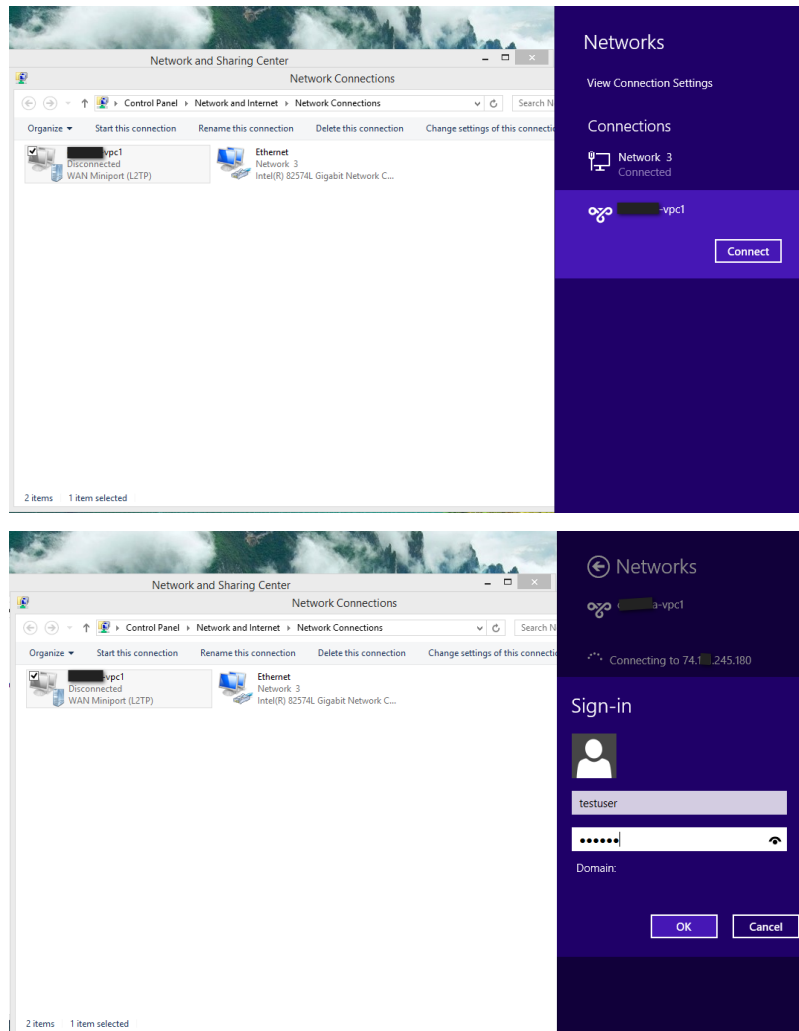 Network and Sharing Center
Network Connections
Control Panel Network and Internet Network Connections
Search N
Organize Start this connection Rename this connection Delete this connection Change settings of this connectio
vpc1
Disconnected
WAN Miniport (L2TP)
Ethernet
Network 3
Intel(R) 82574L Gigabit Network C...
2 items 1 item selected
Networks
View Connection Settings
Connections
Network 3
Connected
-vpc1
Connect
Network and Sharing Center
Network Connections
Control Panel Network and Internet Network Connections
Search N
Organize Start this connection Rename this connection Delete this connection Change settings of this connectio
vpc1
Disconnected
WAN Miniport (L2TP)
Ethernet
Network 3
Intel(R) 82574L Gigabit Network C...
2 items 1 item selected
Networks
a-vpc1
Connecting to 74.1 .245.180
Sign-in
testuser
••••••
Domain:
OK Cancel